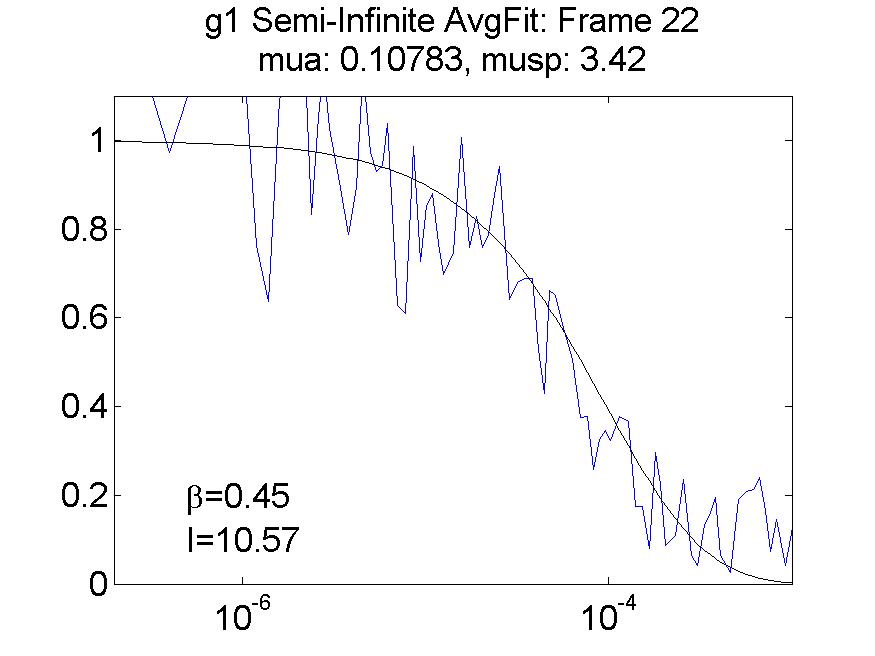 g1 Semi-Infinite AvgFit: Frame 22
mua: 0.10783, musp: 3.42
1
0.8
0.6
0.4
0.2
0
β=0.45
I=10.57
10^-6
10^-4